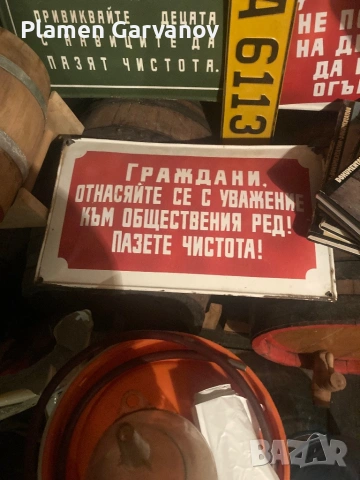 Plamen Garvanov
ПРИВИКВАЙТЕ ДЕЦАТА
С НАВИЦИТЕ ДА
ПАЗЯТ ЧИСТОТА.
А 6113
НЕ
НА
ДА
ОГЪ
ГРАЖДАНИ,
ОТНАСЯЙТЕ СЕ С УВАЖЕНИЕ
КЪМ ОБЩЕСТВЕНИЯ РЕД!
ПАЗЕТЕ ЧИСТОТА!
BAZAR